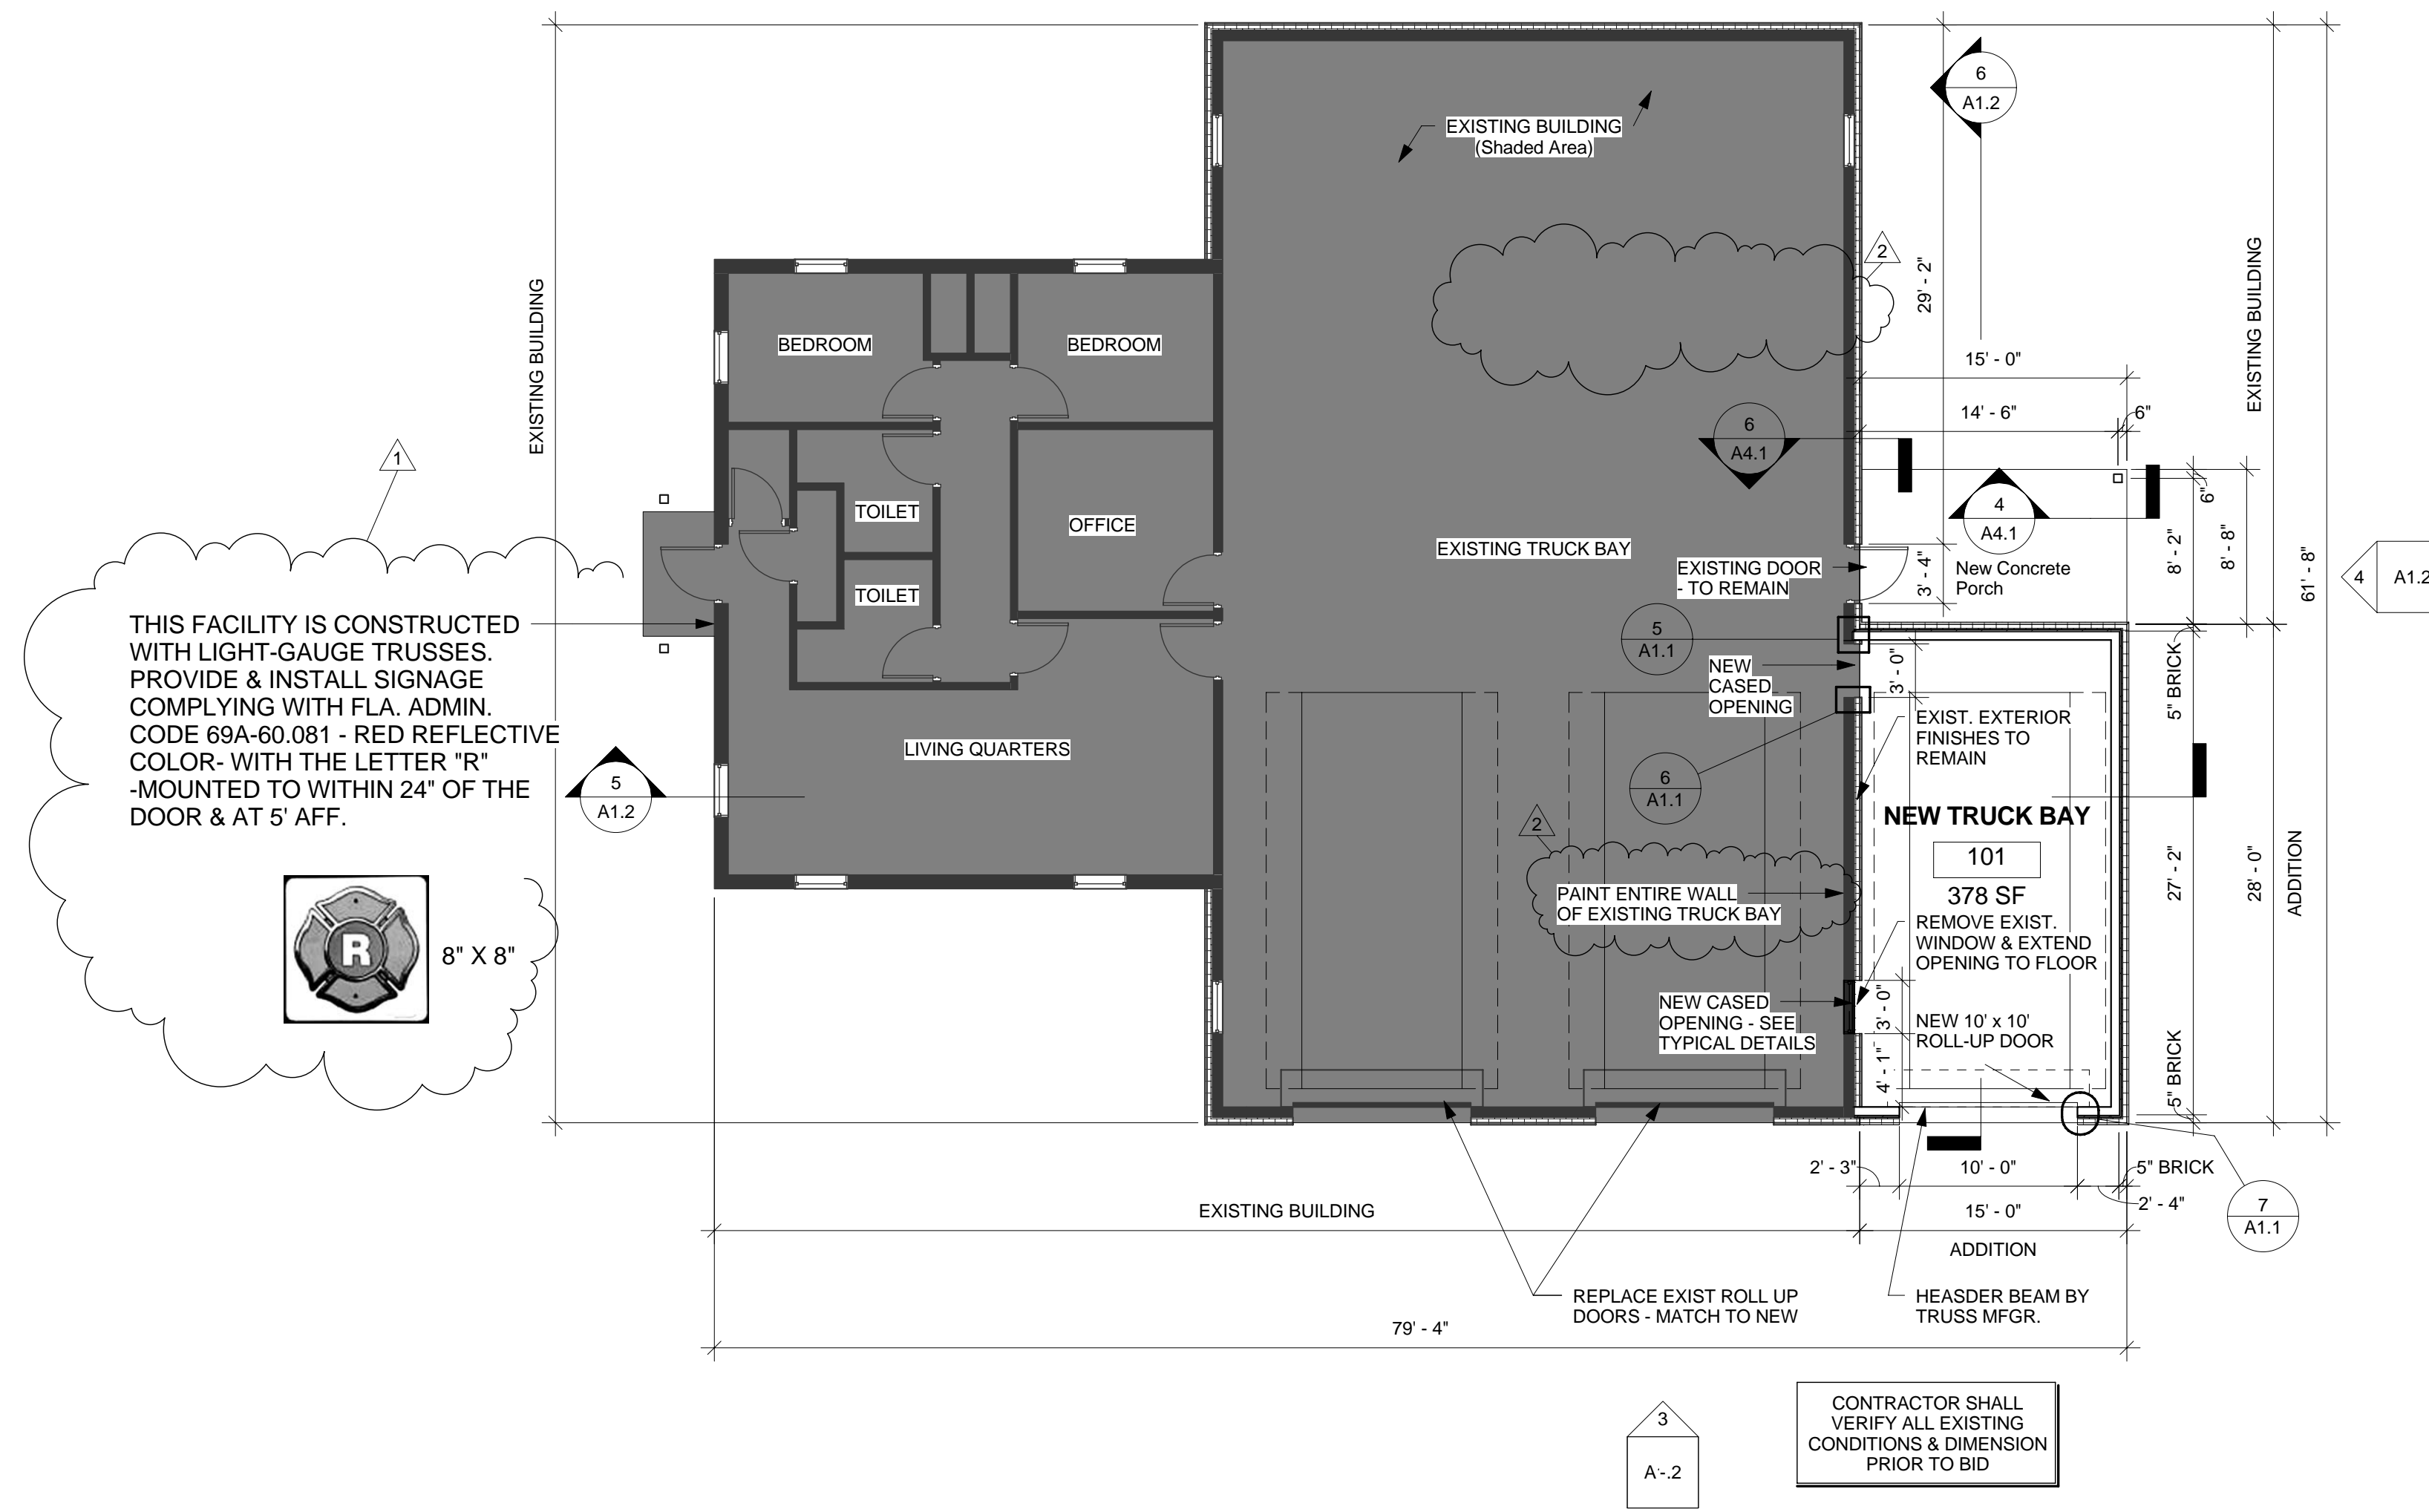 6
A1.2
EXISTING BUILDING
(Shaded Area)
2
29' - 2"
EXISTING BUILDING
EXISTING BUILDING
BEDROOM
BEDROOM
15' - 0"
14' - 6"
6"
6
A4.1
1
6"
TOILET
OFFICE
4
A4.1
EXISTING TRUCK BAY
8' - 2"
8' - 8"
61' - 8"
EXISTING DOOR
- TO REMAIN
3' - 4"
New Concrete
Porch
4
A1.2
TOILET
THIS FACILITY IS CONSTRUCTED
WITH LIGHT-GAUGE TRUSSES.
PROVIDE & INSTALL SIGNAGE
COMPLYING WITH FLA. ADMIN.
CODE 69A-60.081 - RED REFLECTIVE
COLOR- WITH THE LETTER "R"
-MOUNTED TO WITHIN 24" OF THE
DOOR & AT 5' AFF.
R
8" X 8"
5
A1.1
NEW
CASED
OPENING
3' - 0"
5" BRICK
EXIST. EXTERIOR
FINISHES TO
REMAIN
LIVING QUARTERS
5
A1.2
6
A1.1
NEW TRUCK BAY
101
378 SF
2
PAINT ENTIRE WALL
OF EXISTING TRUCK BAY
27' - 2"
28' - 0"
ADDITION
REMOVE EXIST.
WINDOW & EXTEND
OPENING TO FLOOR
NEW CASED
OPENING - SEE
TYPICAL DETAILS
3' - 0"
NEW 10' x 10'
ROLL-UP DOOR
4' - 1"
5" BRICK
2' - 3"
10' - 0"
5" BRICK
2' - 4"
7
A1.1
EXISTING BUILDING
15' - 0"
ADDITION
REPLACE EXIST ROLL UP
DOORS - MATCH TO NEW
HEASDER BEAM BY
TRUSS MFGR.
79' - 4"
3
CONTRACTOR SHALL
VERIFY ALL EXISTING
CONDITIONS & DIMENSION
PRIOR TO BID